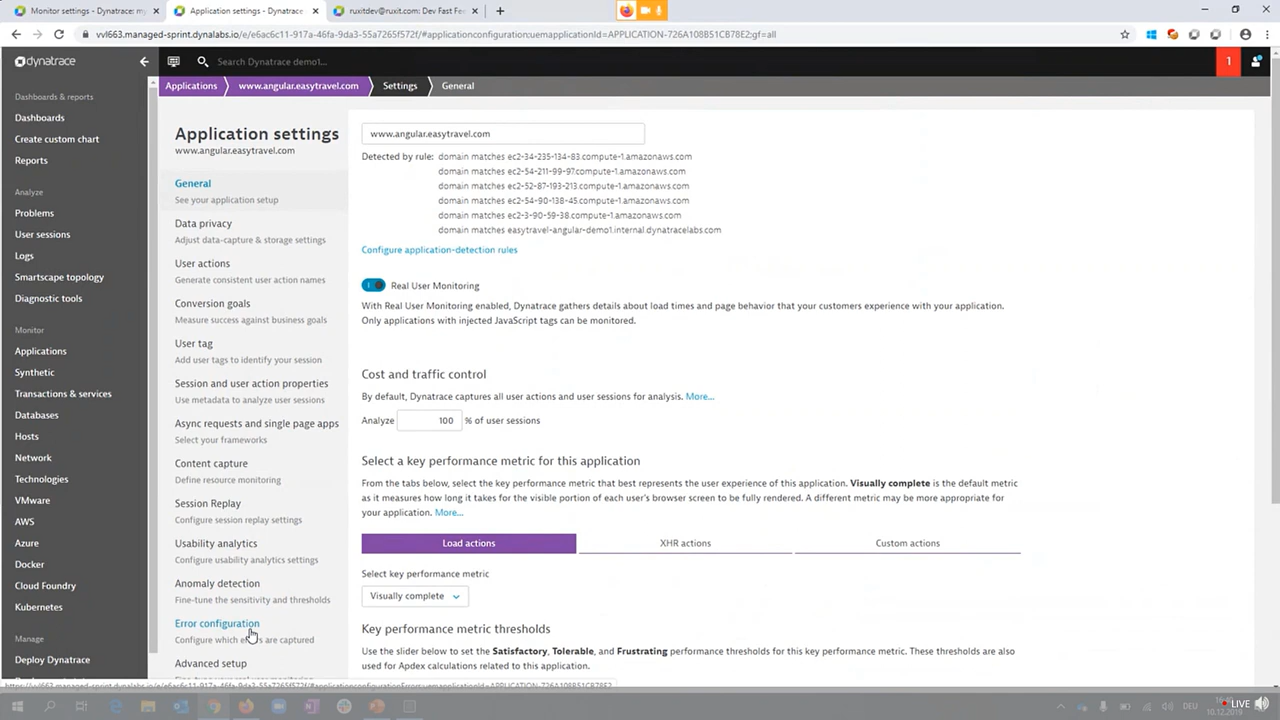 Monitor settings - Dynatrace: my
Application settings - Dynatrace
ruxitdev@ruxit.com: Dev Fast Fee
vvl663.managed-sprint.dynalabs.io/e/e6ac6c11-917a-46fa-9da3-55a7265f572f/#applicationconfiguration;uemapplicationId=APPLICATION-726A108B51CB78E2;gf=all
dynatrace
Search Dynatrace demo1...
1
Applications
www.angular.easytravel.com
Settings
General
Dashboards & reports
Dashboards
Create custom chart
Reports
Analyze
Problems
User sessions
Logs
Smartscape topology
Diagnostic tools
Monitor
Applications
Synthetic
Transactions & services
Databases
Hosts
Network
Technologies
VMware
AWS
Azure
Docker
Cloud Foundry
Kubernetes
Manage
Deploy Dynatrace
Application settings
www.angular.easytravel.com
General
See your application setup
Data privacy
Adjust data-capture & storage settings
User actions
Generate consistent user action names
Conversion goals
Measure success against business goals
User tag
Add user tags to identify your session
Session and user action properties
Use metadata to analyze user sessions
Async requests and single page apps
Select your frameworks
Content capture
Define resource monitoring
Session Replay
Configure session replay settings
Usability analytics
Configure usability analytics settings
Anomaly detection
Fine-tune the sensitivity and thresholds
Error configuration
Configure which errors are captured
Advanced setup
www.angular.easytravel.com
Detected by rule: domain matches ec2-34-235-134-83.compute-1.amazonaws.com
domain matches ec2-54-211-99-97.compute-1.amazonaws.com
domain matches ec2-52-87-193-213.compute-1.amazonaws.com
domain matches ec2-54-90-138-45.compute-1.amazonaws.com
domain matches ec2-3-90-59-38.compute-1.amazonaws.com
domain matches easytravel-angular-demo1.internal.dynatracelabs.com
Configure application-detection rules
Real User Monitoring
With Real User Monitoring enabled, Dynatrace gathers details about load times and page behavior that your customers experience with your application.
Only applications with injected JavaScript tags can be monitored.
Cost and traffic control
By default, Dynatrace captures all user actions and user sessions for analysis. More...
Analyze 100 % of user sessions
Select a key performance metric for this application
From the tabs below, select the key performance metric that best represents the user experience of this application. Visually complete is the default metric
as it measures how long it takes for the visible portion of each user's browser screen to be fully rendered. A different metric may be more appropriate for
your application. More...
Load actions
XHR actions
Custom actions
Select key performance metric
Visually complete
Key performance metric thresholds
Use the slider below to set the Satisfactory, Tolerable, and Frustrating performance thresholds for this key performance metric. These thresholds are also
used for Apdex calculations related to this application.
DEU
10.12.2019
LIVE